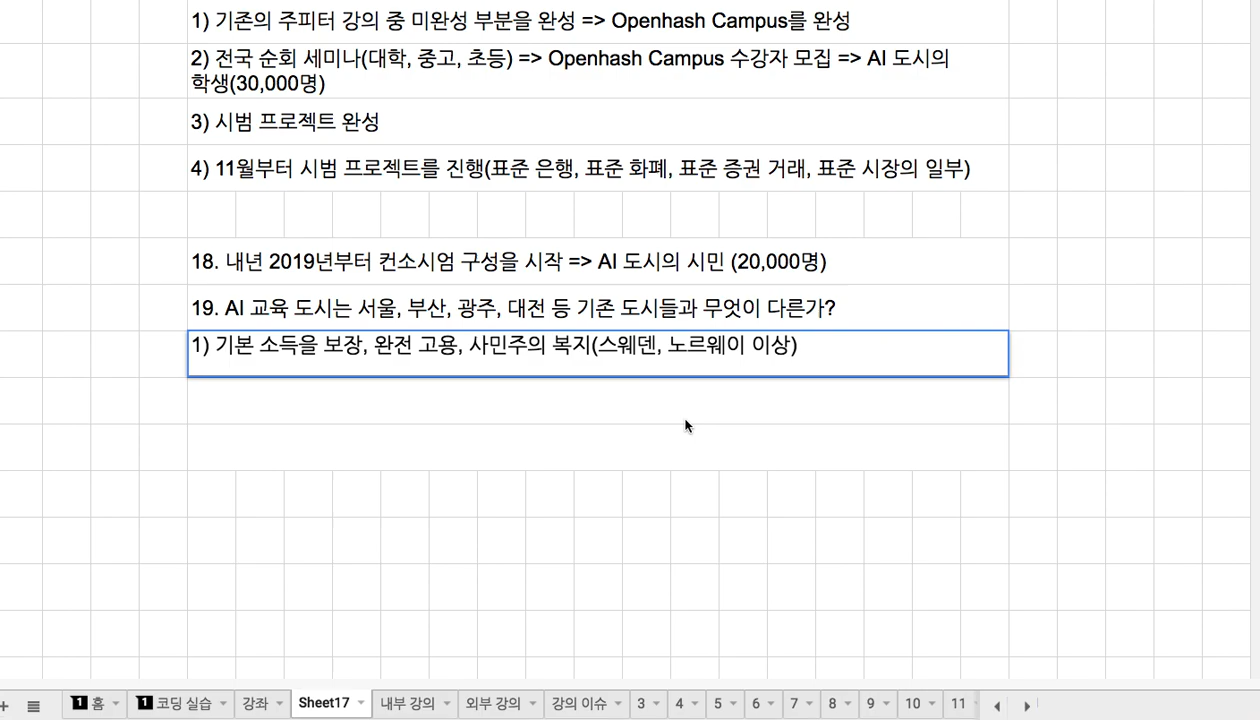 1) 기존의 주피터 강의 중 미완성 부분을 완성 => Openhash Campus를 완성
2) 전국 순회 세미나(대학, 중고, 초등) => Openhash Campus 수강자 모집 => AI 도시의
학생(30,000명)
3) 시범 프로젝트 완성
4) 11월부터 시범 프로젝트를 진행(표준 은행, 표준 화폐, 표준 증권 거래, 표준 시장의 일부)
18. 내년 2019년부터 컨소시엄 구성을 시작 => AI 도시의 시민 (20,000명)
19. AI 교육 도시는 서울, 부산, 광주, 대전 등 기존 도시들과 무엇이 다른가?
1) 기본 소득을 보장, 완전 고용, 사민주의 복지(스웨덴, 노르웨이 이상)
1 홈 1 코딩 실습 강좌 Sheet17 내부 강의 외부 강의 강의 이슈 3 4 5 6 7 8 9 10 11